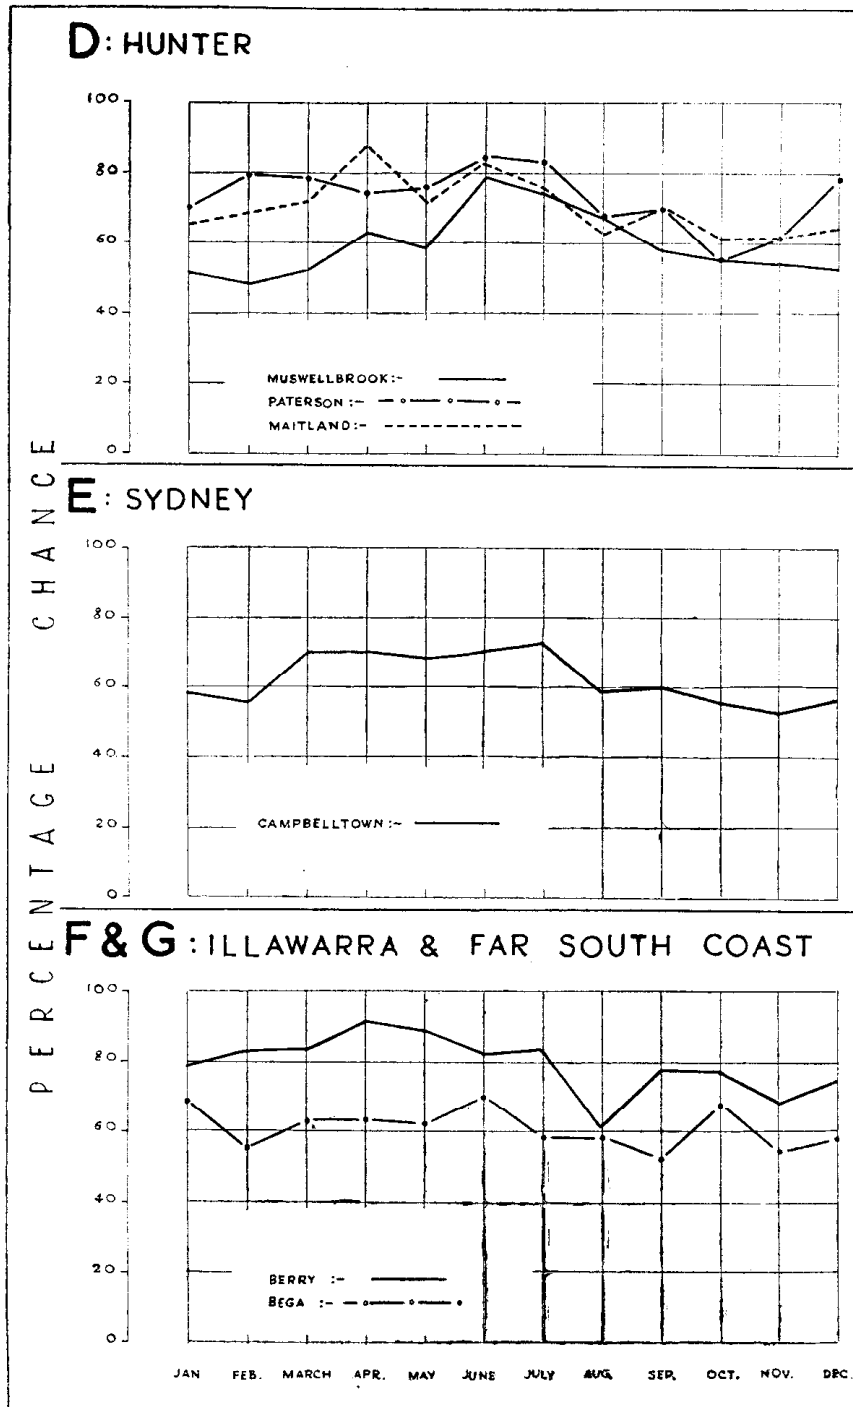 D: HUNTER
100
80
60
40
20
0
MUSWELLBROOK:-
PATERSON :-
MAITLAND:-
PERCENTAGE CHANCE
E: SYDNEY
100
80
60
40
20
0
CAMPBELLTOWN:-
F & G: ILLAWARRA & FAR SOUTH COAST
100
80
60
40
20
0
BERRY :-
BEGA :-
JAN FEB. MARCH APR. MAY JUNE JULY AUG. SEP. OCT. NOV. DEC.